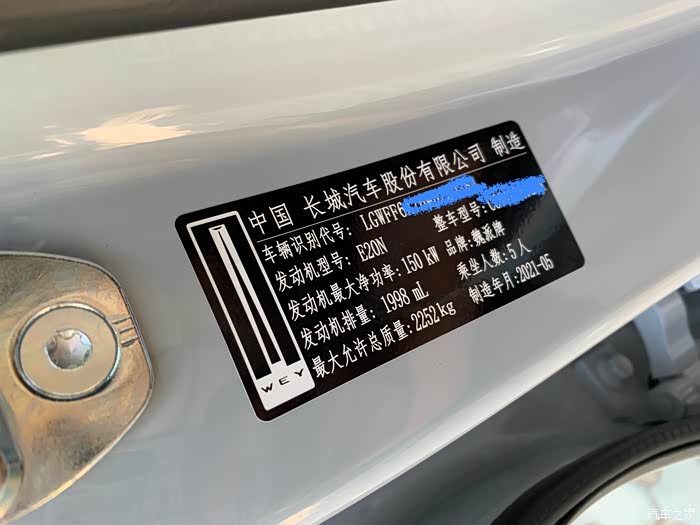 中国 长城汽车股份有限公司 制造
车辆识别代号: LGWFF6
整车型号:
发动机型号: E20N
品牌: 魏派牌
发动机最大净功率: 150 kW
乘坐人数: 5人
发动机排量: 1998 mL
制造年月: 2021-05
最大允许总质量: 2252kg
WEY
汽车之家